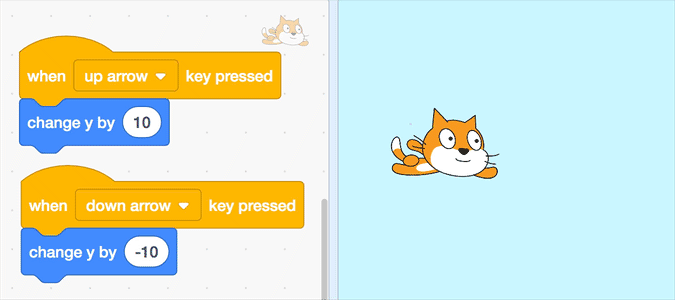 when up arrow key pressed
change y by 10
when down arrow key pressed
change y by -10